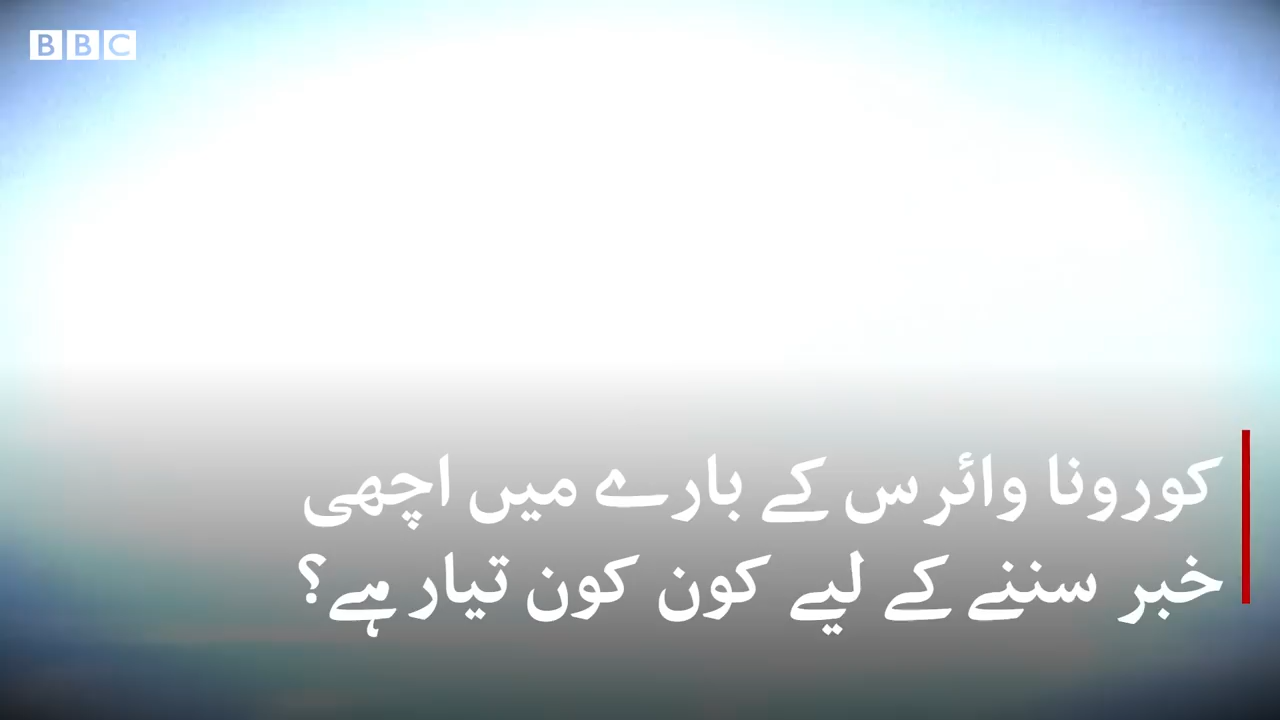 BBC
کورونا وائرس کے بارے میں اچھی
خبر سننے کے لیے کون کون تیار ہے؟